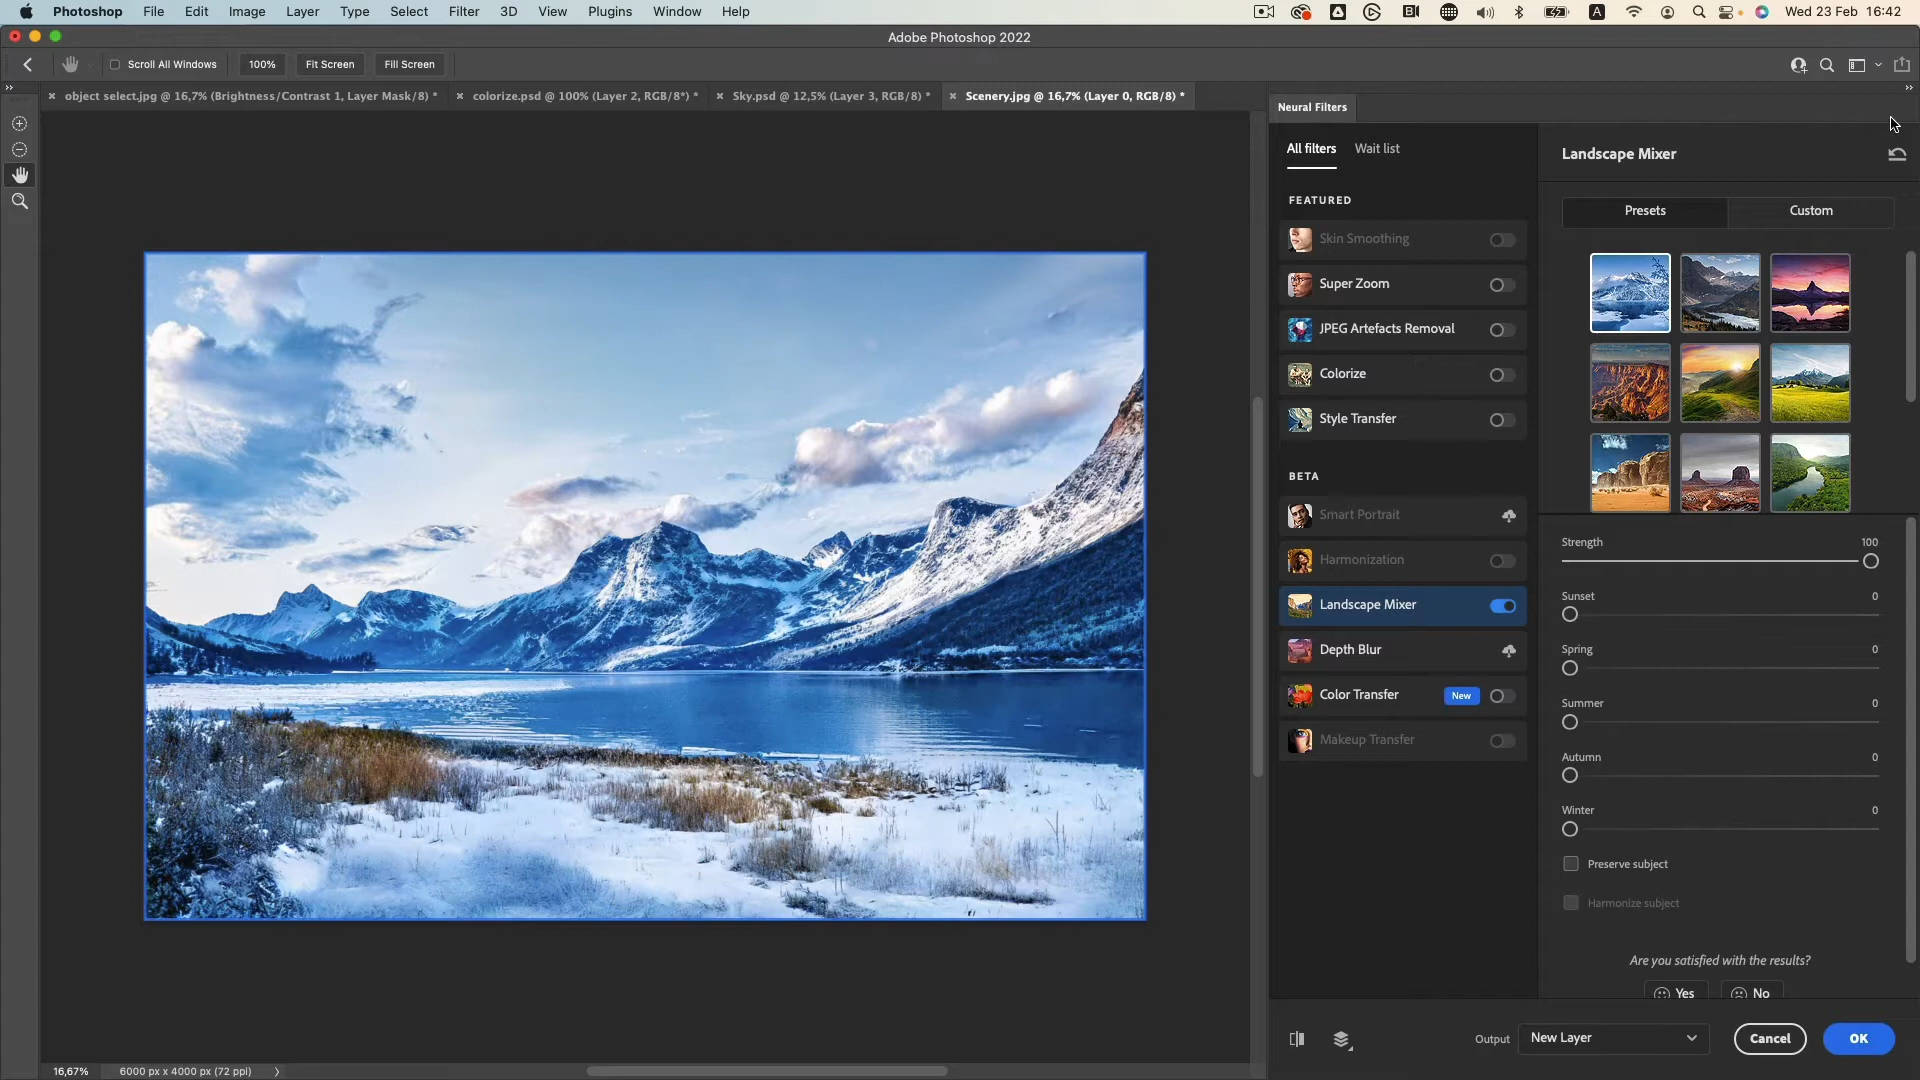 Photoshop File Edit Image Layer Type Select Filter 3D View Plugins Window Help A Wed 23 Feb 16:42
Adobe Photoshop 2022
Scroll All Windows 100% Fit Screen Fill Screen
object select.jpg @ 16,7% (Brightness/Contrast 1, Layer Mask/8) * colorize.psd @ 100% (Layer 2, RGB/8*) * Sky.psd @ 12,5% (Layer 3, RGB/8) * Scenery.jpg @ 16,7% (Layer 0, RGB/8) *
Neural Filters
All filters Wait list
FEATURED
Skin Smoothing
Super Zoom
JPEG Artefacts Removal
Colorize
Style Transfer
BETA
Smart Portrait
Harmonization
Landscape Mixer
Depth Blur
Color Transfer New
Makeup Transfer
Landscape Mixer
Presets Custom
Strength 100
Sunset 0
Spring 0
Summer 0
Autumn 0
Winter 0
Preserve subject
Harmonize subject
Are you satisfied with the results?
Yes No
Output New Layer Cancel OK
16,67% 6000 px x 4000 px (72 ppi)